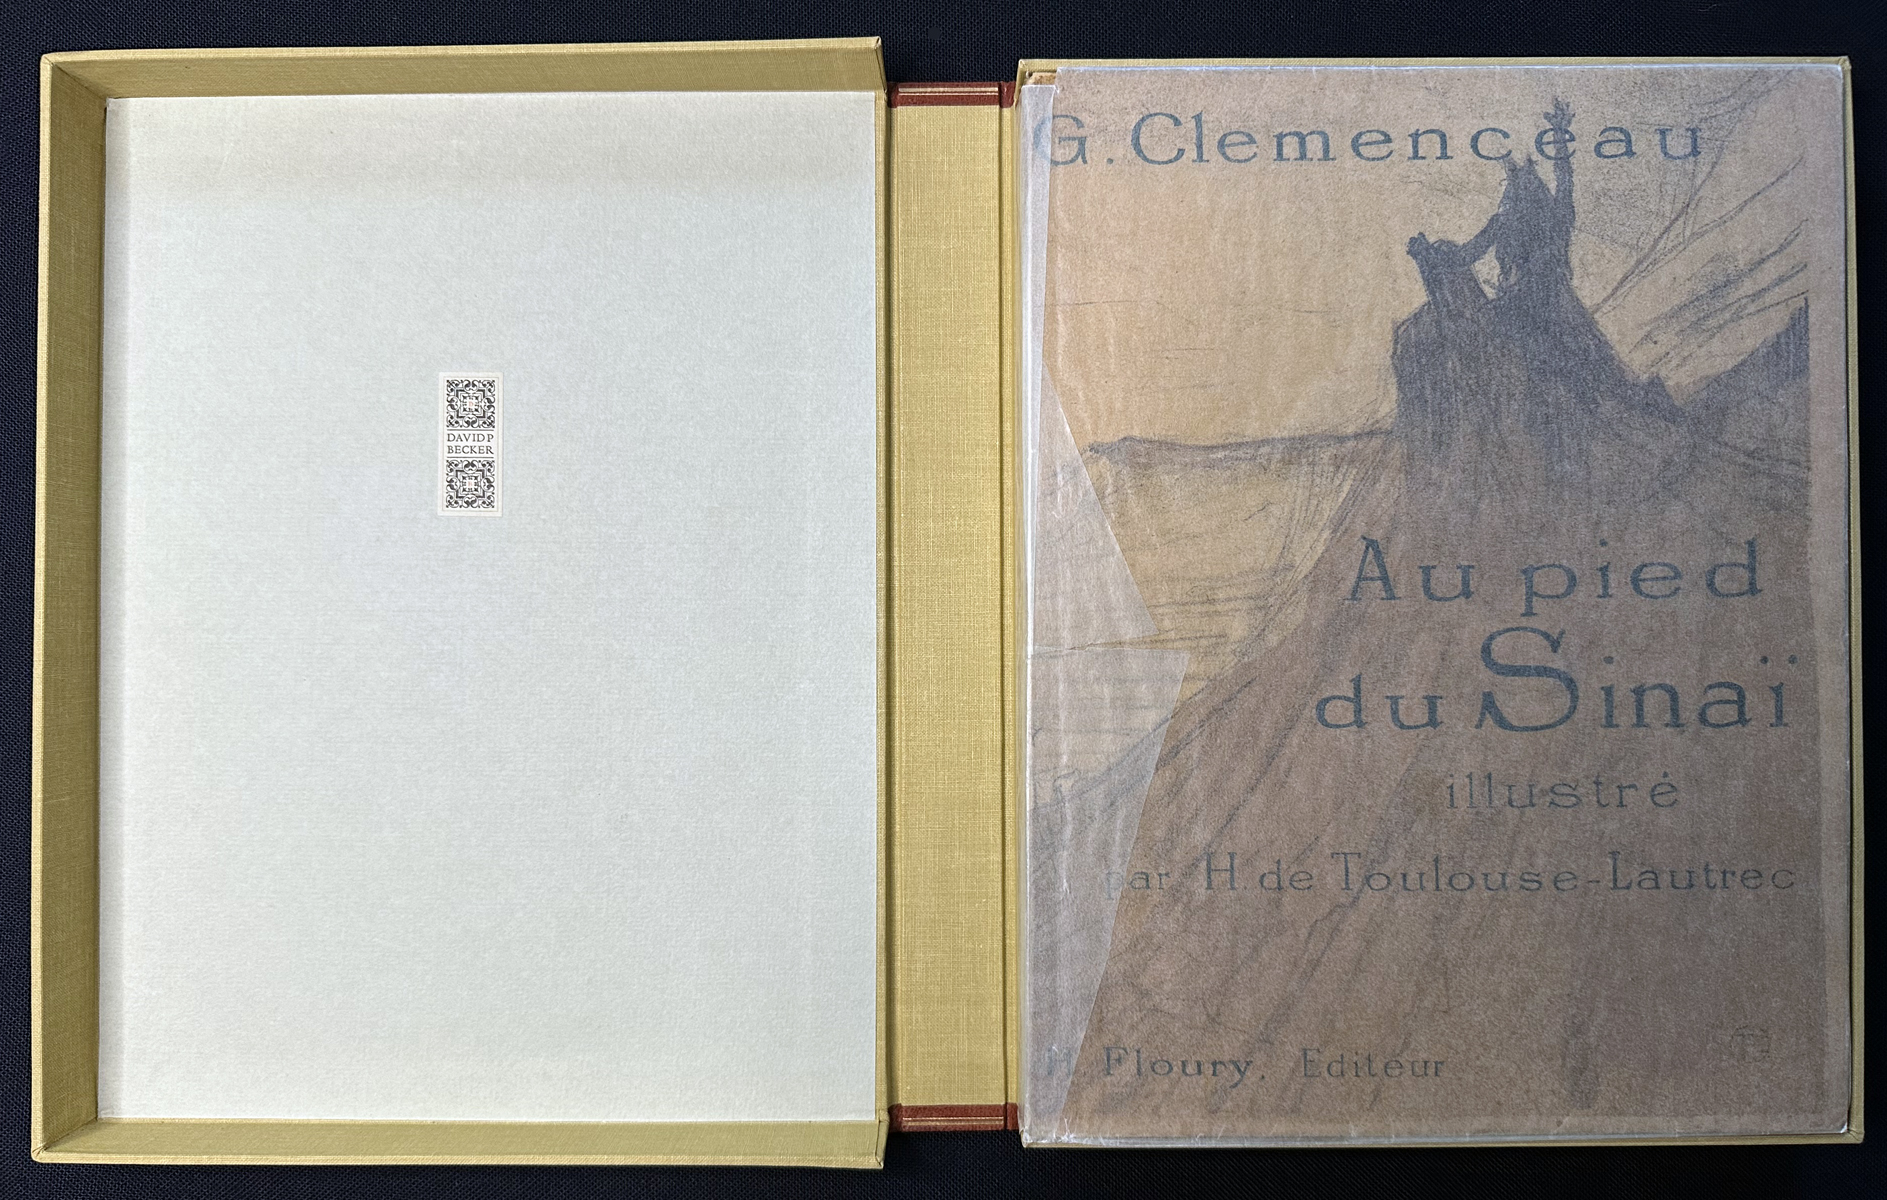 DAVID P
BECKER
G. Clemenceau
Au pied
du Sinaï
illustré
par H. de Toulouse-Lautrec
H. Floury. Editeur